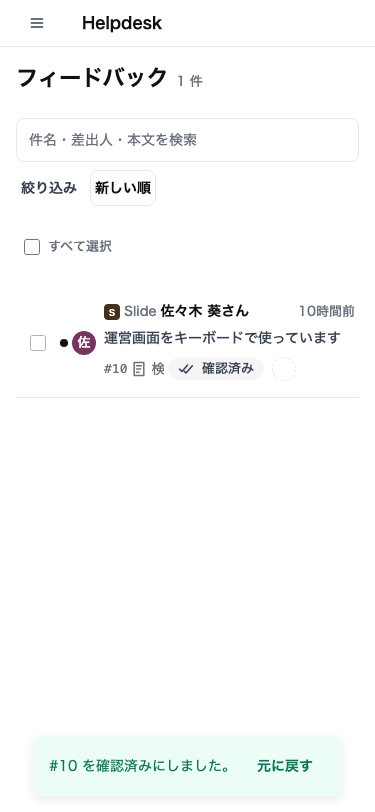 Helpdesk
フィードバック 1 件
件名・差出人・本文を検索
絞り込み 新しい順
すべて選択
S Slide 佐々木 葵さん 10時間前
佐 運営画面をキーボードで使っています
#10 検 確認済み
#10 を確認済みにしました。 元に戻す